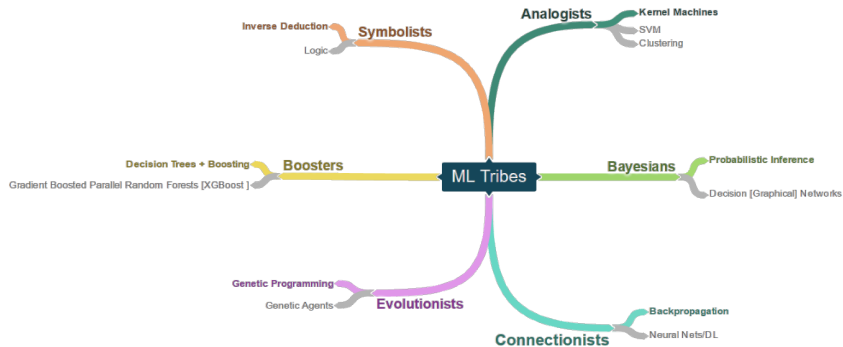 Analogists
Kernel Machines
SVM
Clustering
Inverse Deduction
Symbolists
Logic
Decision Trees + Boosting
Boosters
Gradient Boosted Parallel Random Forests [XGBoost ]
ML Tribes
Bayesians
Probabilistic Inference
Decision [Graphical] Networks
Genetic Programming
Genetic Agents
Evolutionists
Backpropagation
Neural Nets/DL
Connectionists